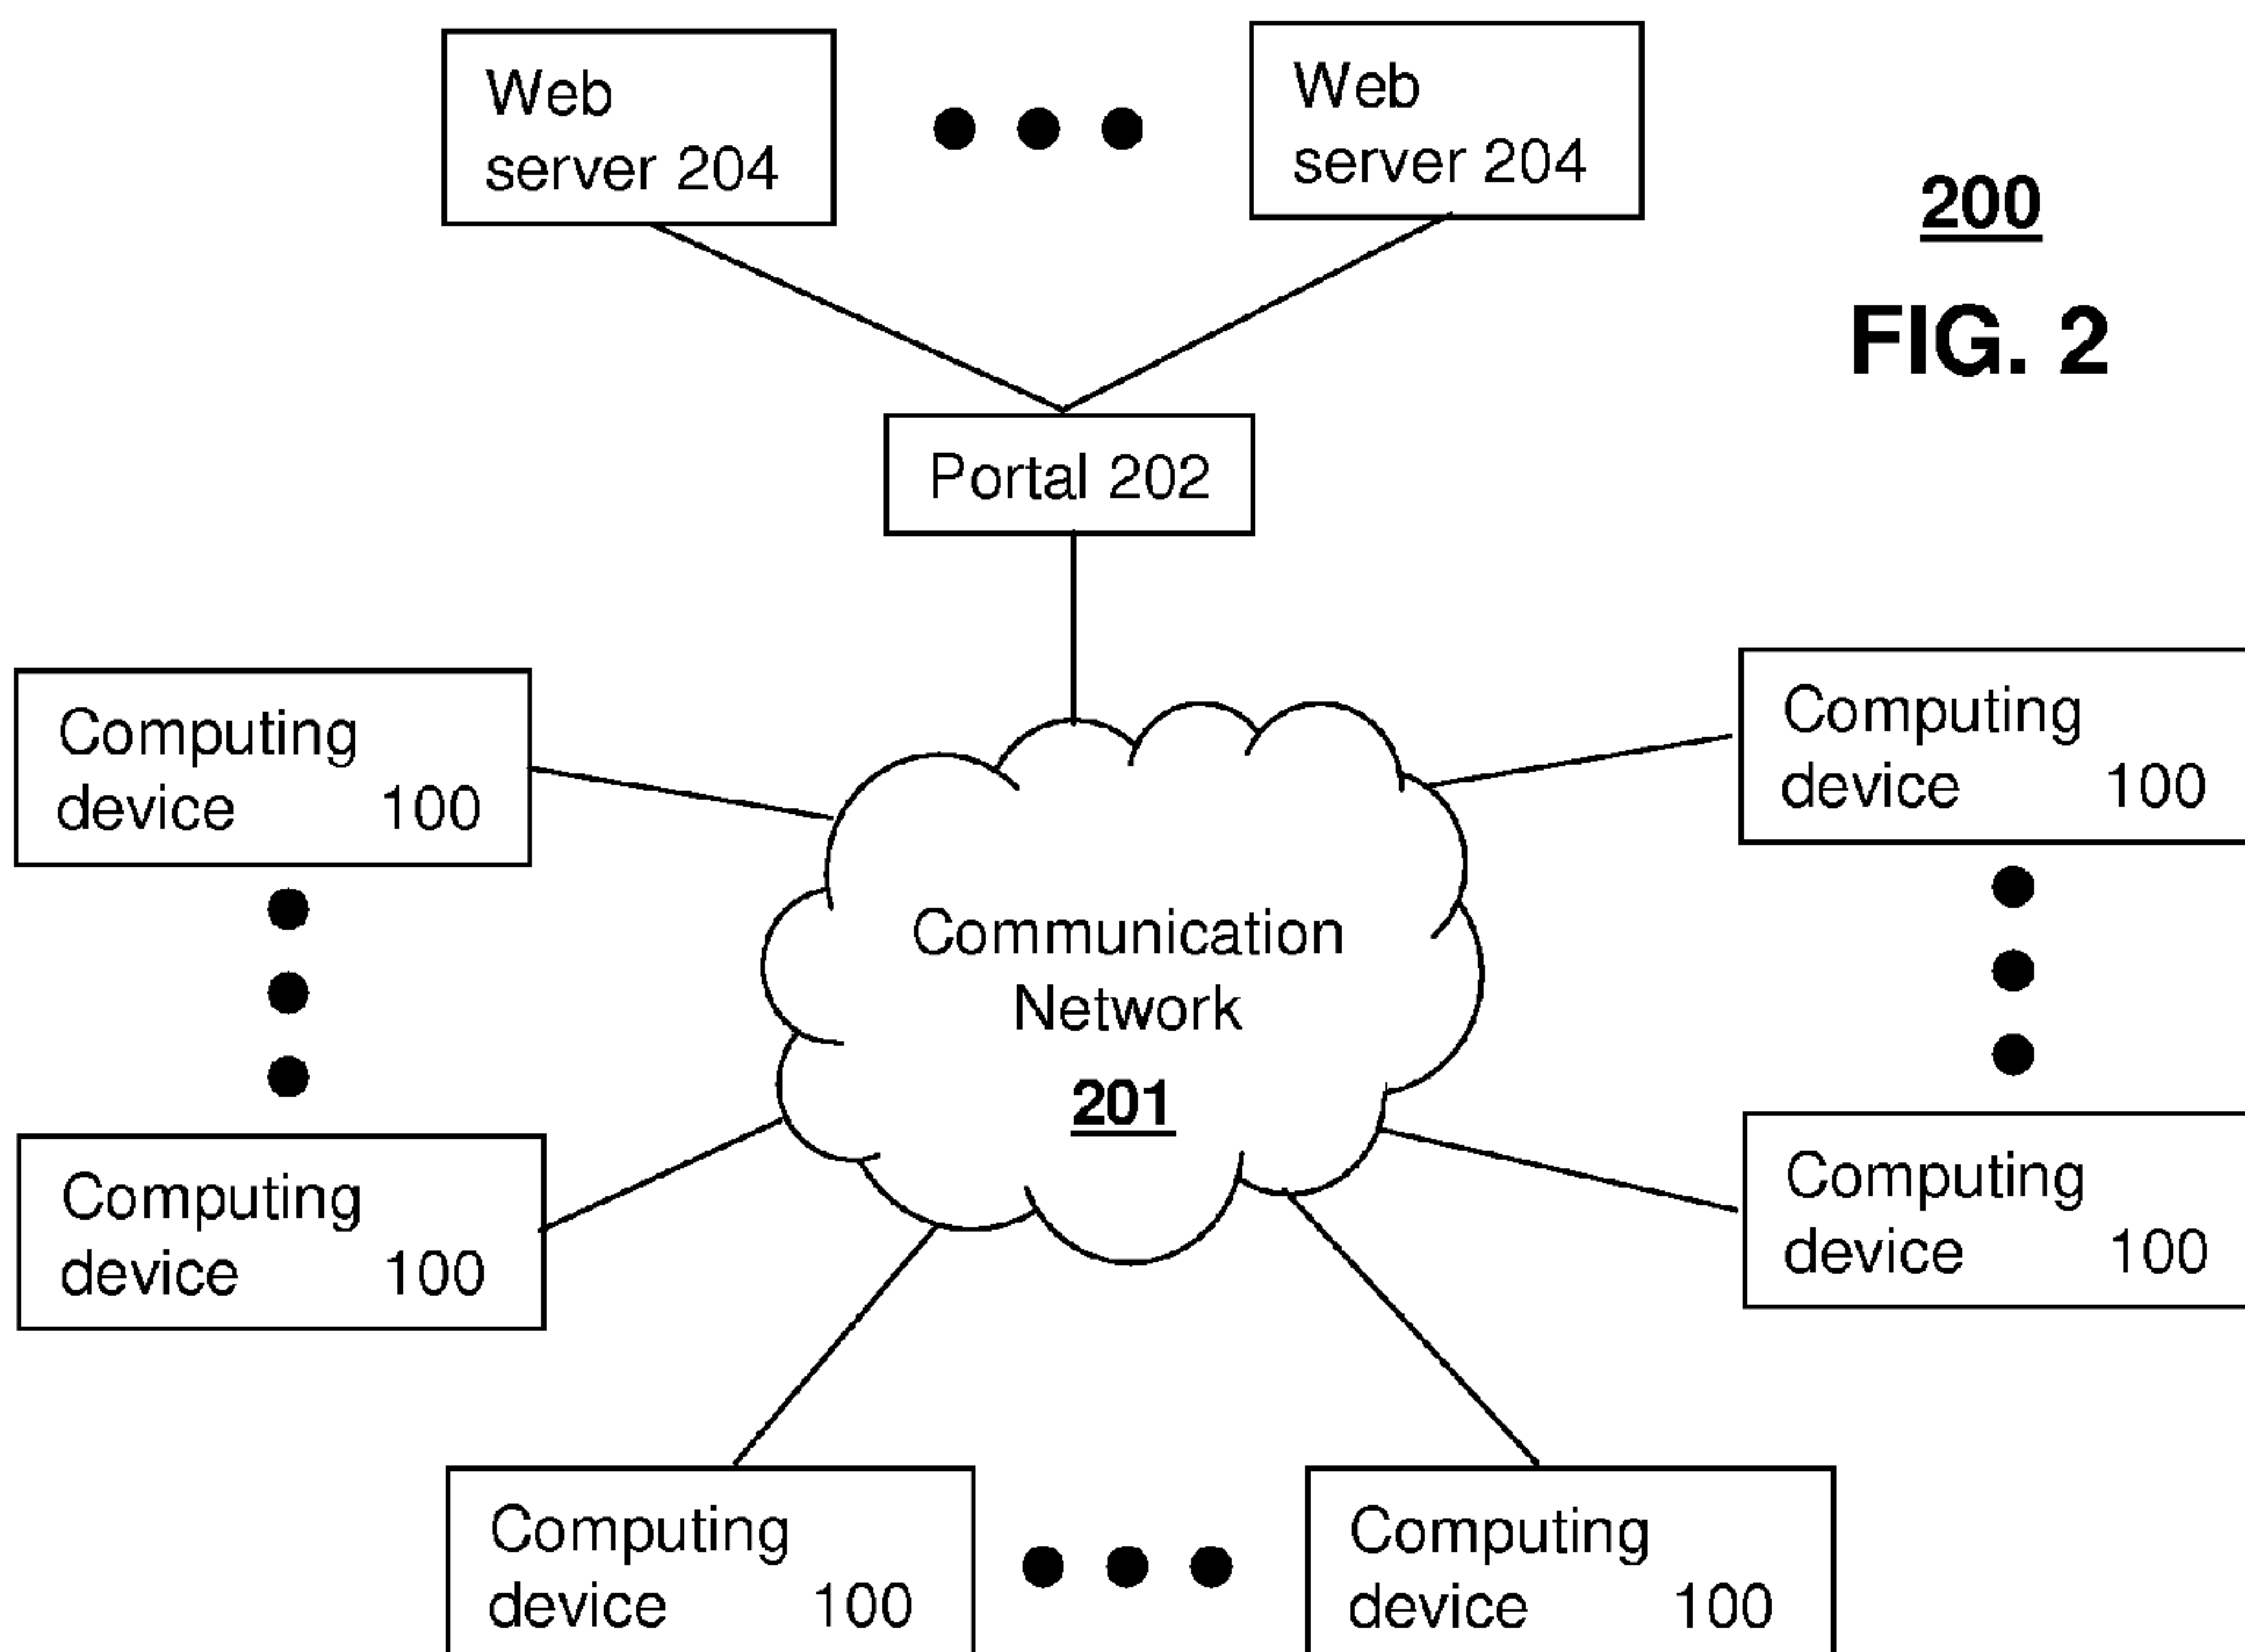 Web
server 204
Web
server 204
200
FIG. 2
Portal 202
Computing
device 100
Computing
device 100
Communication
Network
201
Computing
device 100
Computing
device 100
Computing
device 100
Computing
device 100